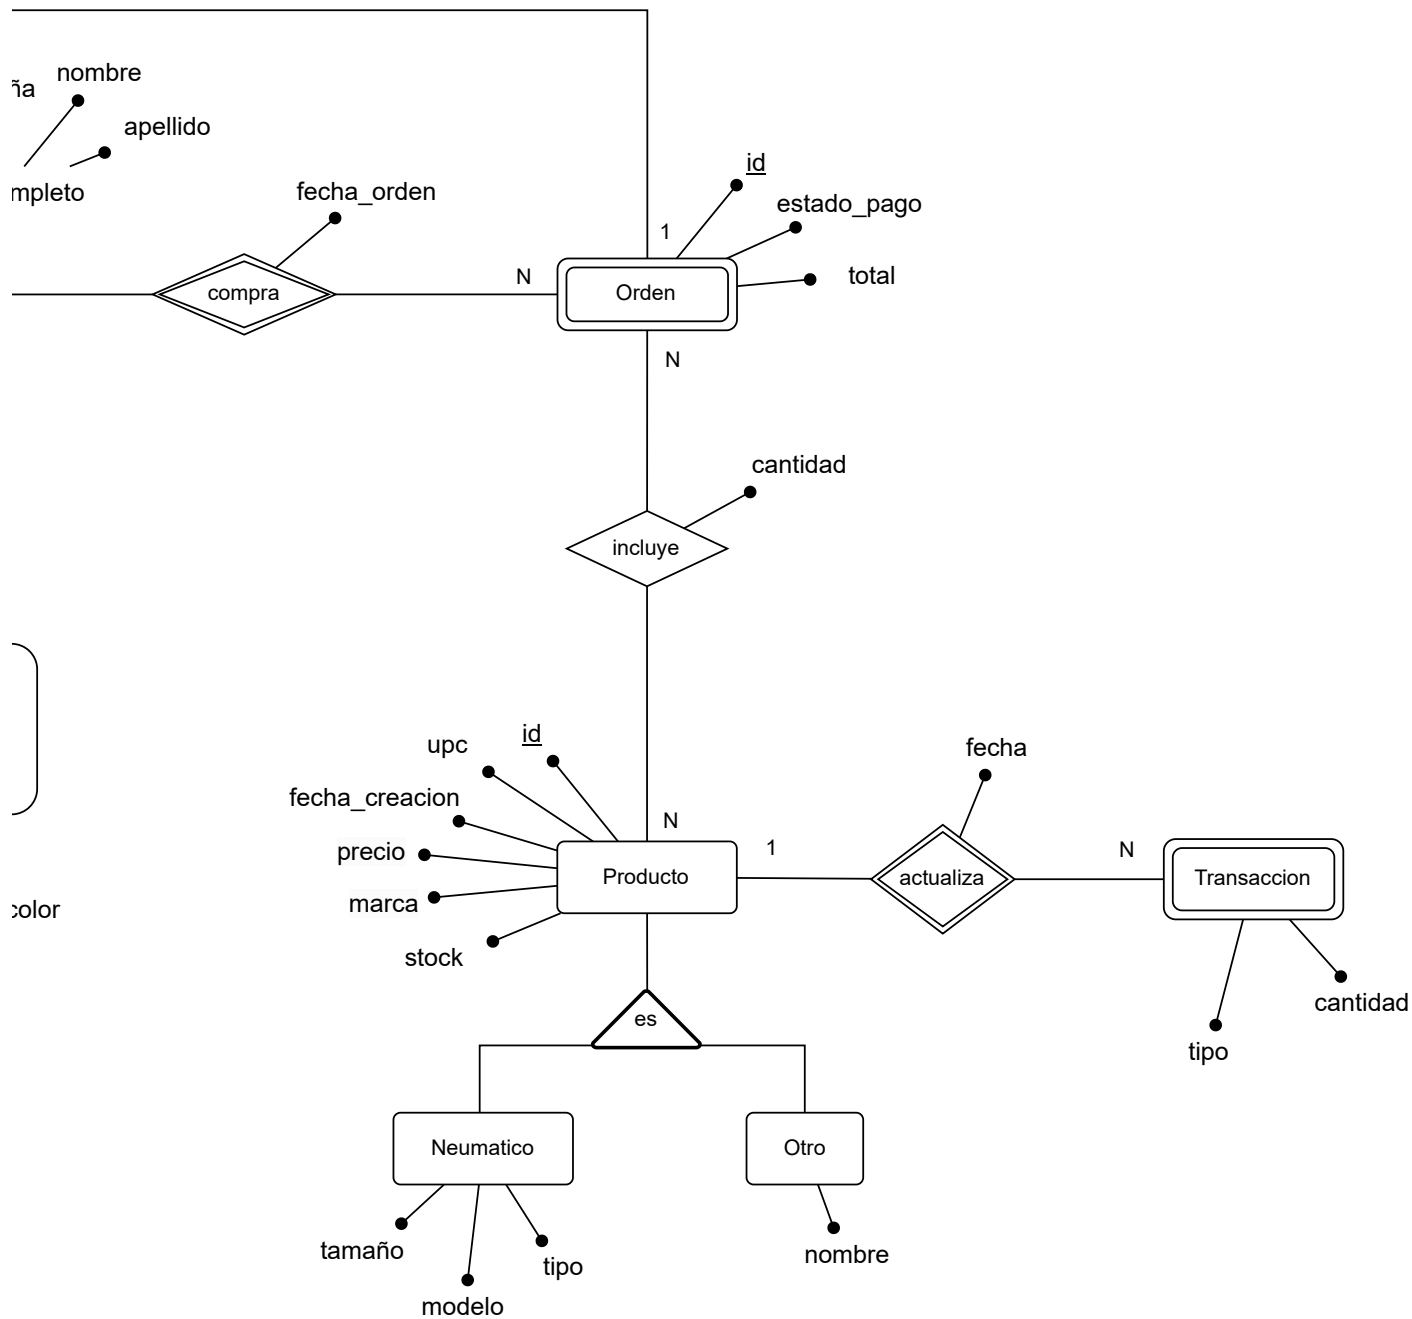 nombre
ña
apellido
mpleto
fecha_orden
id
estado_pago
1
total
N
compra
Orden
N
cantidad
incluye
id
upc
fecha
fecha_creacion
N
precio
1
N
Producto
actualiza
Transaccion
marca
color
stock
cantidad
es
tipo
Neumatico
Otro
tamaño
nombre
tipo
modelo